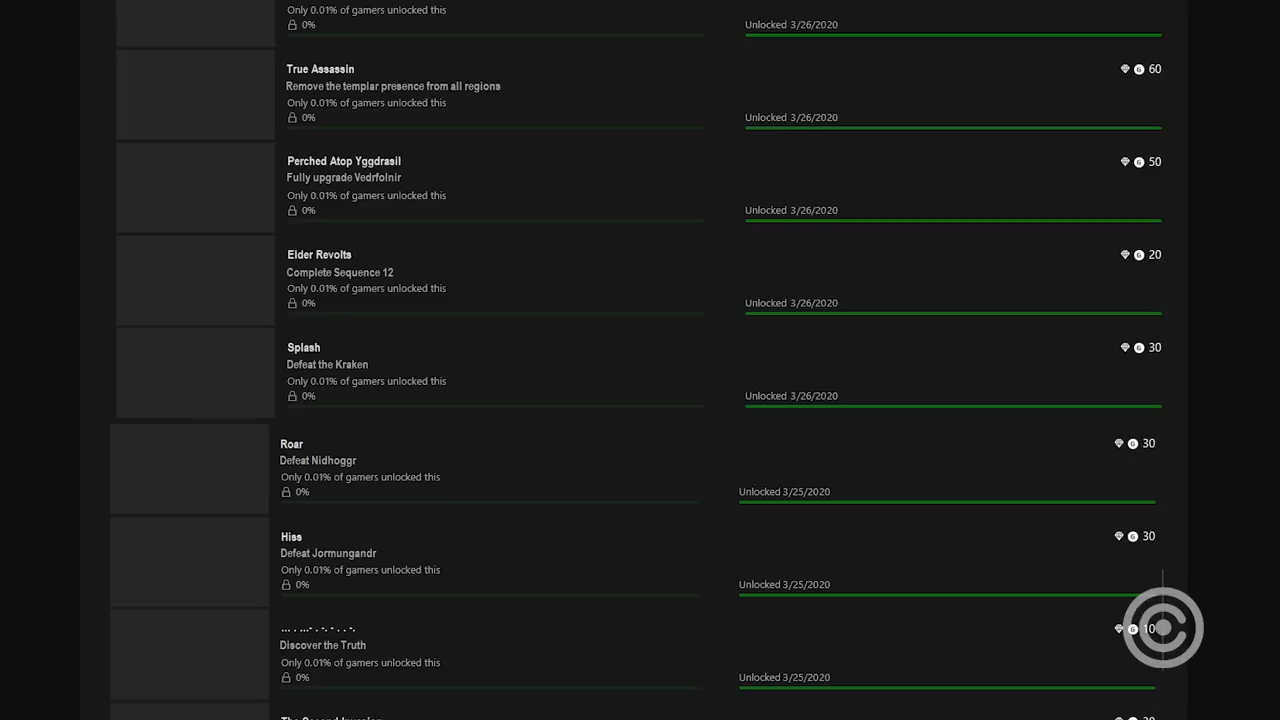 Only 0.01% of gamers unlocked this
0%
Unlocked 3/26/2020
True Assassin
G 60
Remove the templar presence from all regions
Only 0.01% of gamers unlocked this
0%
Unlocked 3/26/2020
Perched Atop Yggdrasil
G 50
Fully upgrade Vedrfolnir
Only 0.01% of gamers unlocked this
0%
Unlocked 3/26/2020
Elder Revolts
G 20
Complete Sequence 12
Only 0.01% of gamers unlocked this
0%
Unlocked 3/26/2020
Splash
G 30
Defeat the Kraken
Only 0.01% of gamers unlocked this
0%
Unlocked 3/26/2020
Roar
G 30
Defeat Nidhoggr
Only 0.01% of gamers unlocked this
0%
Unlocked 3/25/2020
Hiss
G 30
Defeat Jormungandr
Only 0.01% of gamers unlocked this
0%
Unlocked 3/25/2020
... . ...- . -. - . . -.
G 10
Discover the Truth
Only 0.01% of gamers unlocked this
0%
Unlocked 3/25/2020